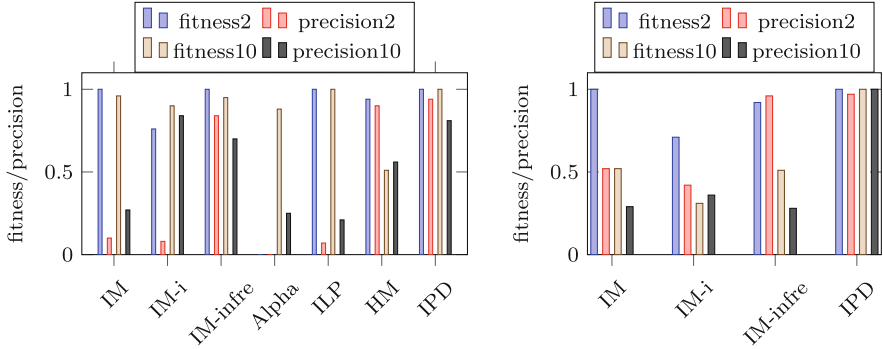 fitness2 precision2
fitness10 precision10
fitness/precision
1
0.5
0
IM IM-i IM-infre Alpha ILP HM IPD
fitness2 precision2
fitness10 precision10
fitness/precision
1
0.5
0
IM IM-i IM-infre IPD